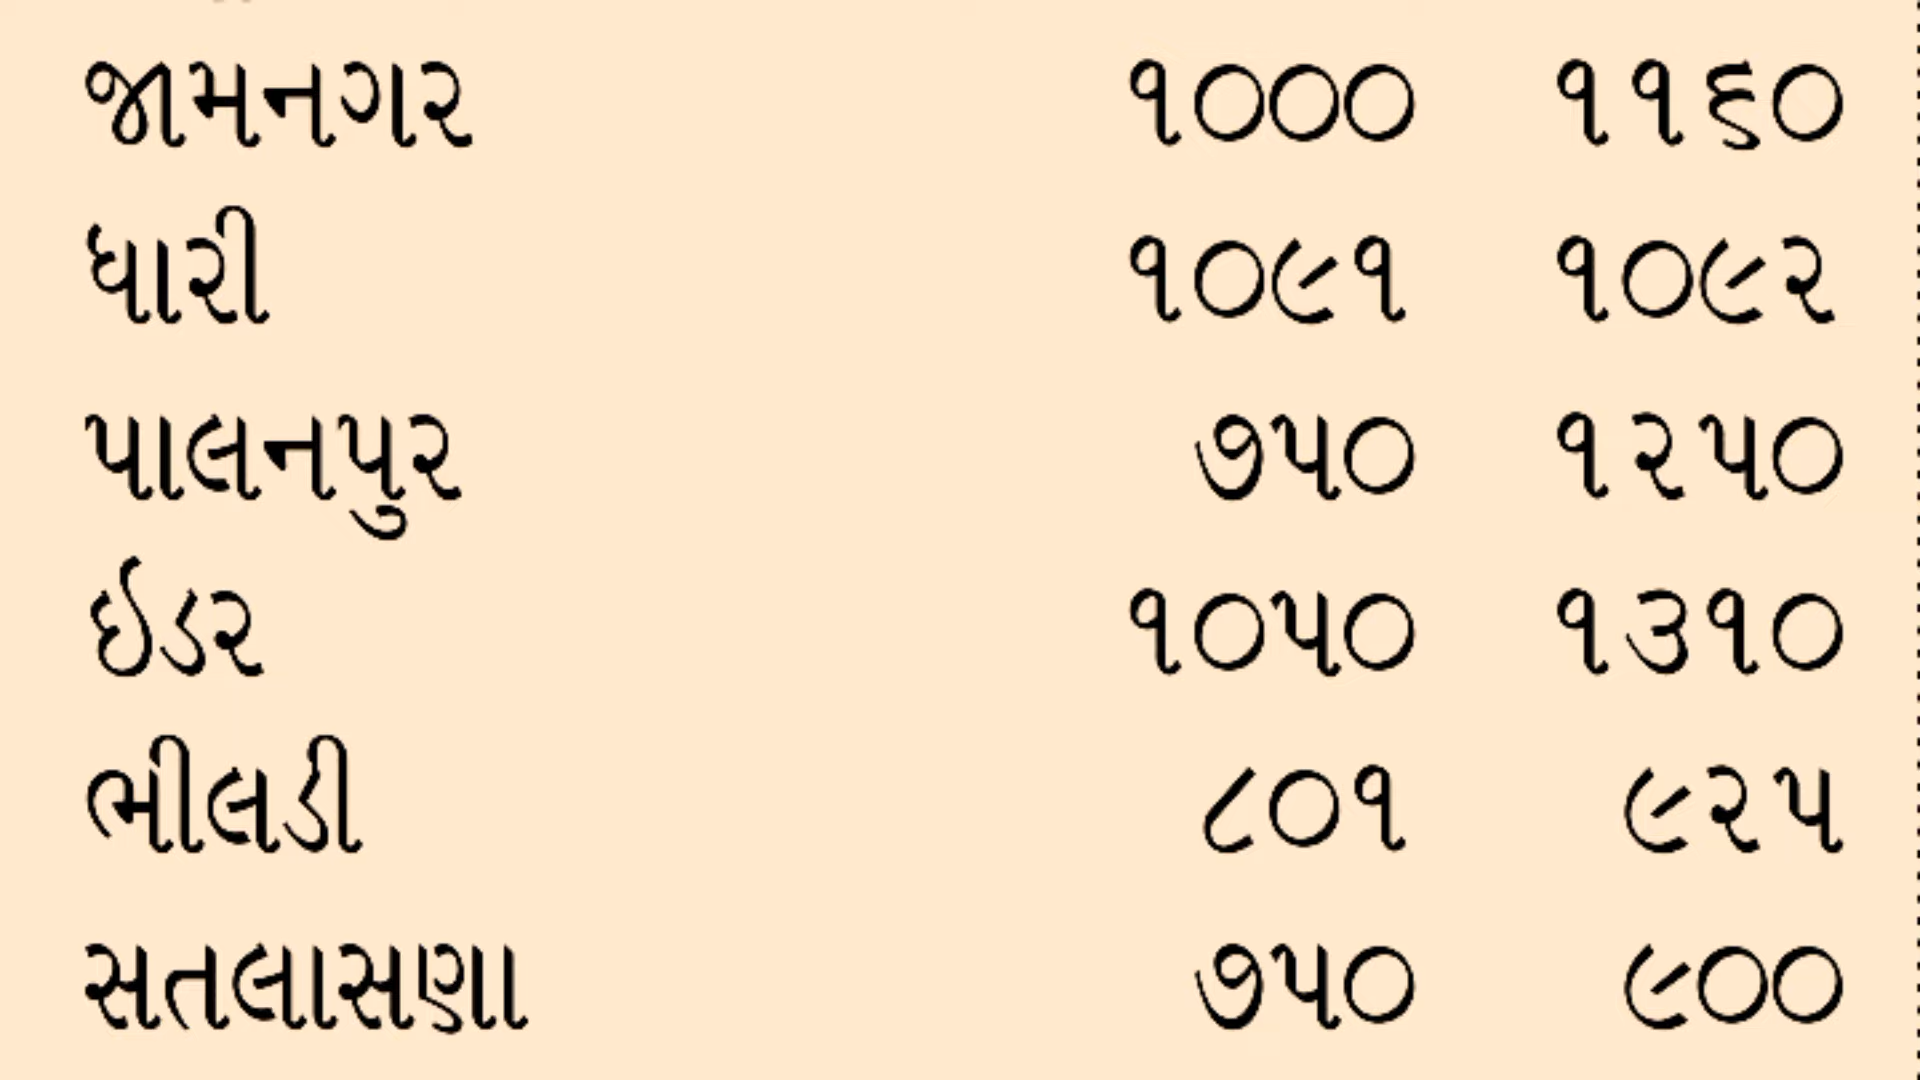 જામનગર ૧૦૦૦ ૧૧૬૦
ધારી ૧૦૯૧ ૧૦૯૨
પાલનપુર ૭૫૦ ૧૨૫૦
ઈડર ૧૦૫૦ ૧૩૧૦
ભીલડી ૮૦૧ ૯૨૫
સતલાસણા ૭૫૦ ૯૦૦